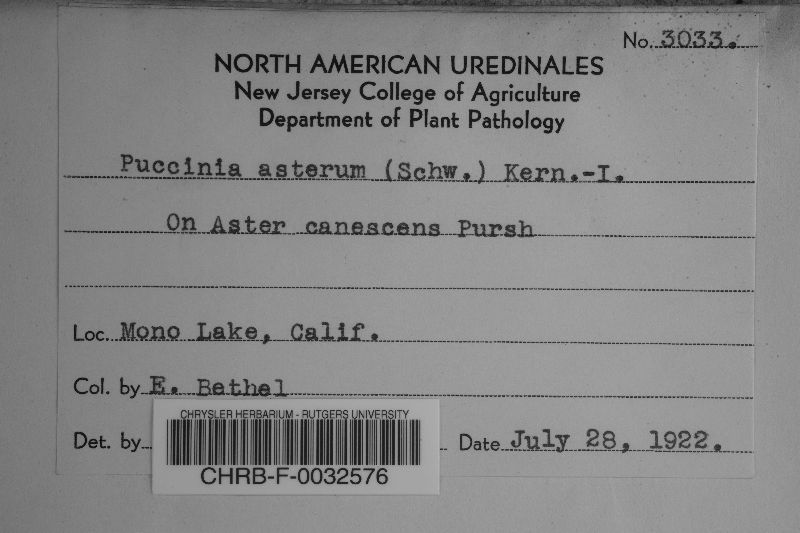 No. 3033.
NORTH AMERICAN UREDINALES
New Jersey College of Agriculture
Department of Plant Pathology
Puccinia asterum (Schw.) Kern.-I.
On Aster canescens Pursh
Loc. Mono Lake, Calif.
Col. by E. Bethel
Det. by Date July 28, 1922.
CHRYSLER HERBARIUM - RUTGERS UNIVERSITY
CHRB-F-0032576